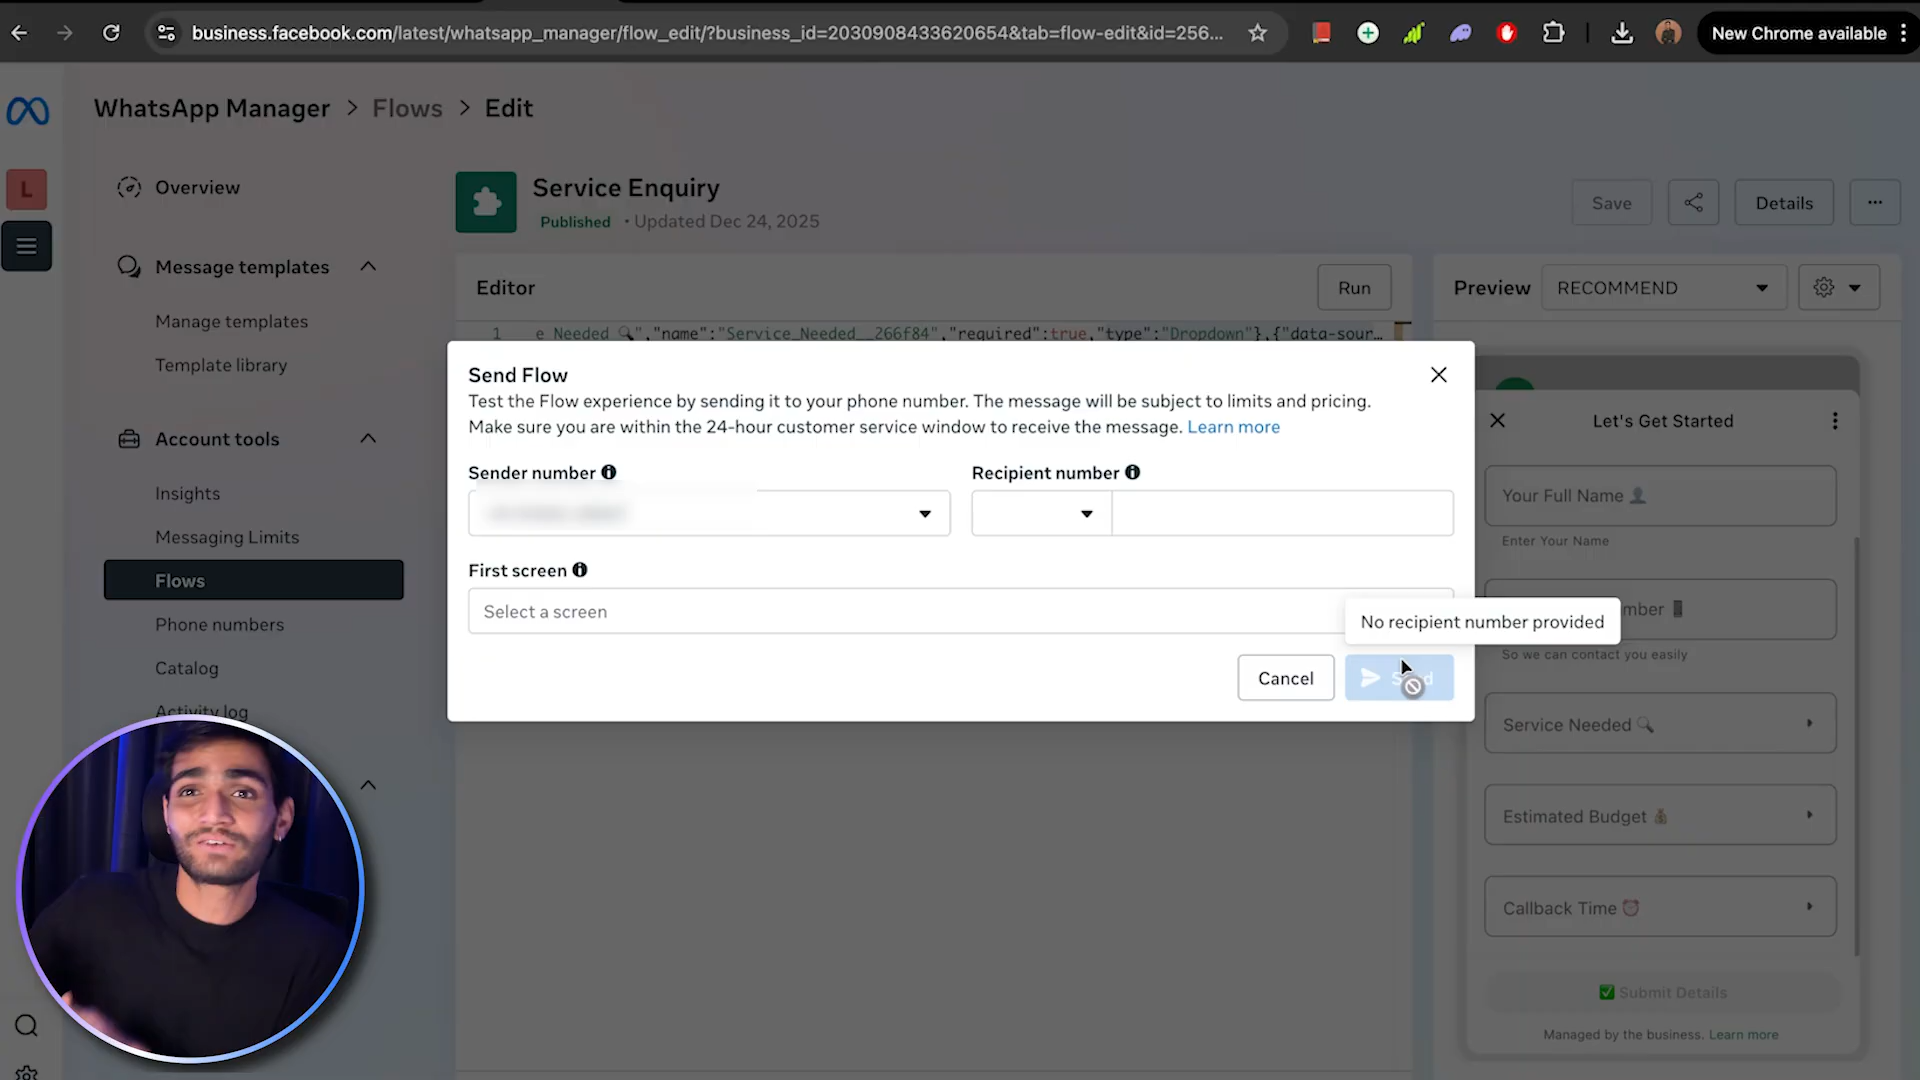 business.facebook.com/latest/whatsapp_manager/flow_edit/?business_id=2030908433620654&tab=flow-edit&id=256...
New Chrome available
WhatsApp Manager > Flows > Edit
L
Overview
Message templates
Manage templates
Template library
Account tools
Insights
Messaging Limits
Flows
Phone numbers
Catalog
Activity log
Service Enquiry
Published • Updated Dec 24, 2025
Save
Details
Editor
Run
Preview
RECOMMEND
1 e Needed 🔍","name":"Service_Needed__266f84","required":true,"type":"Dropdown"},{"data-sour…
Send Flow
Test the Flow experience by sending it to your phone number. The message will be subject to limits and pricing.
Make sure you are within the 24-hour customer service window to receive the message. Learn more
Sender number
Recipient number
First screen
Select a screen
No recipient number provided
Cancel
Let's Get Started
Your Full Name 👤
Enter Your Name
So we can contact you easily
Service Needed 🔍
Estimated Budget 💰
Callback Time ⏰
✅ Submit Details
Managed by the business. Learn more